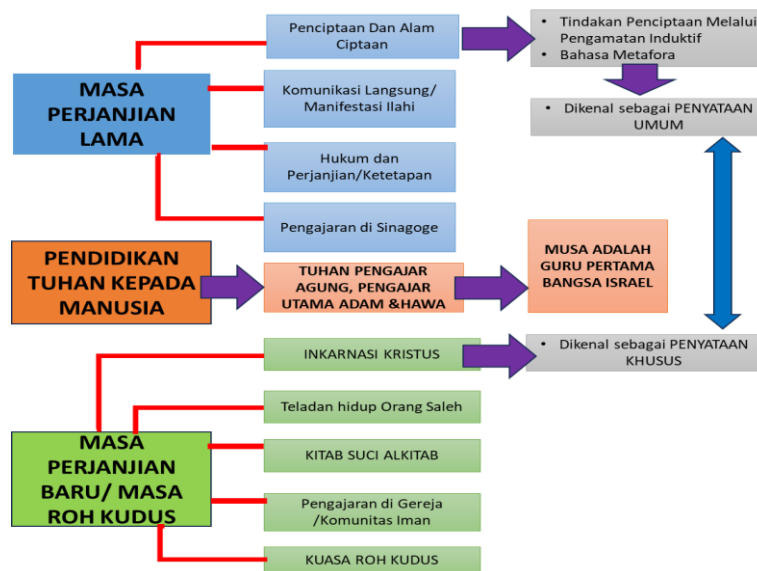 Penciptaan Dan Alam
Ciptaan
• Tindakan Penciptaan Melalui
Pengamatan Induktif
• Bahasa Metafora
MASA
PERJANJIAN
LAMA
Komunikasi Langsung/
Manifestasi Ilahi
• Dikenal sebagai PENYATAAN
UMUM
Hukum dan
Perjanjian/Ketetapan
Pengajaran di Sinagoge
PENDIDIKAN
TUHAN KEPADA
MANUSIA
TUHAN PENGAJAR
AGUNG, PENGAJAR
UTAMA ADAM &HAWA
MUSA ADALAH
GURU PERTAMA
BANGSA ISRAEL
INKARNASI KRISTUS
• Dikenal sebagai PENYATAAN
KHUSUS
Teladan hidup Orang Saleh
MASA
PERJANJIAN
BARU/ MASA
ROH KUDUS
KITAB SUCI ALKITAB
Pengajaran di Gereja
/Komunitas Iman
KUASA ROH KUDUS